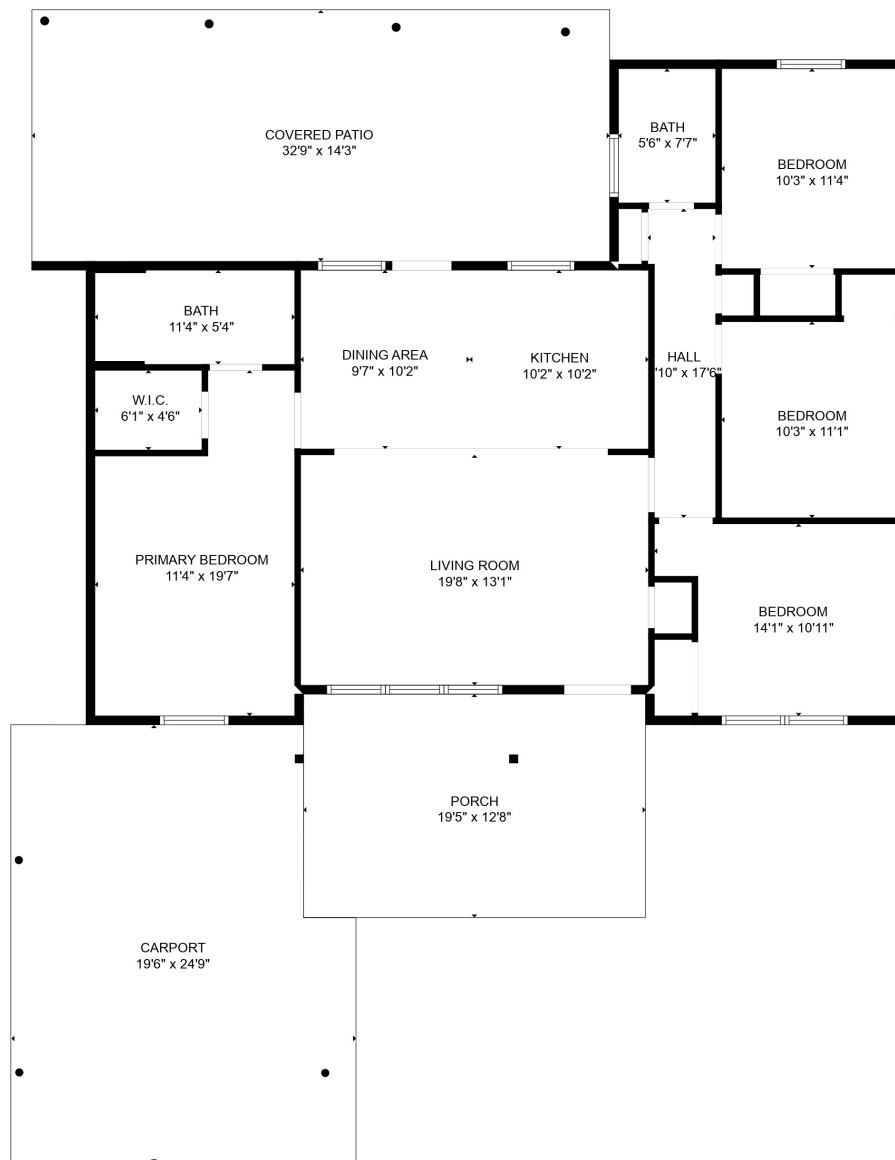 COVERED PATIO
32'9" x 14'3"
BATH
5'6" x 7'7"
BEDROOM
10'3" x 11'4"
BATH
11'4" x 5'4"
DINING AREA
9'7" x 10'2"
KITCHEN
10'2" x 10'2"
HALL
'10" x 17'6"
W.I.C.
6'1" x 4'6"
BEDROOM
10'3" x 11'1"
PRIMARY BEDROOM
11'4" x 19'7"
LIVING ROOM
19'8" x 13'1"
BEDROOM
14'1" x 10'11"
PORCH
19'5" x 12'8"
CARPORT
19'6" x 24'9"